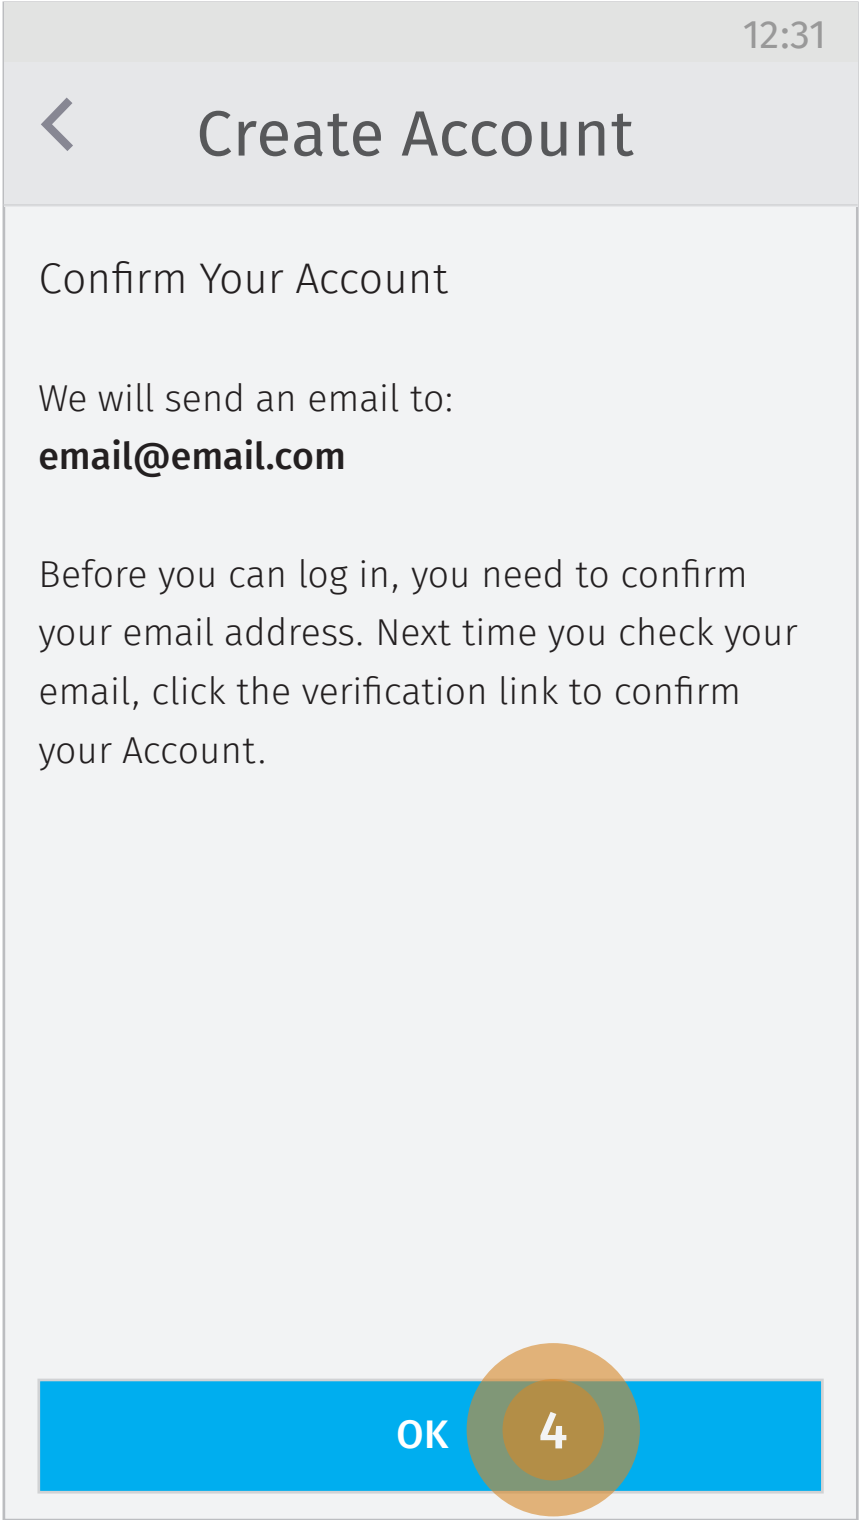 12:31
Create Account
Confirm Your Account
We will send an email to:
email@email.com
Before you can log in, you need to confirm
your email address. Next time you check your
email, click the verification link to confirm
your Account.
OK 4